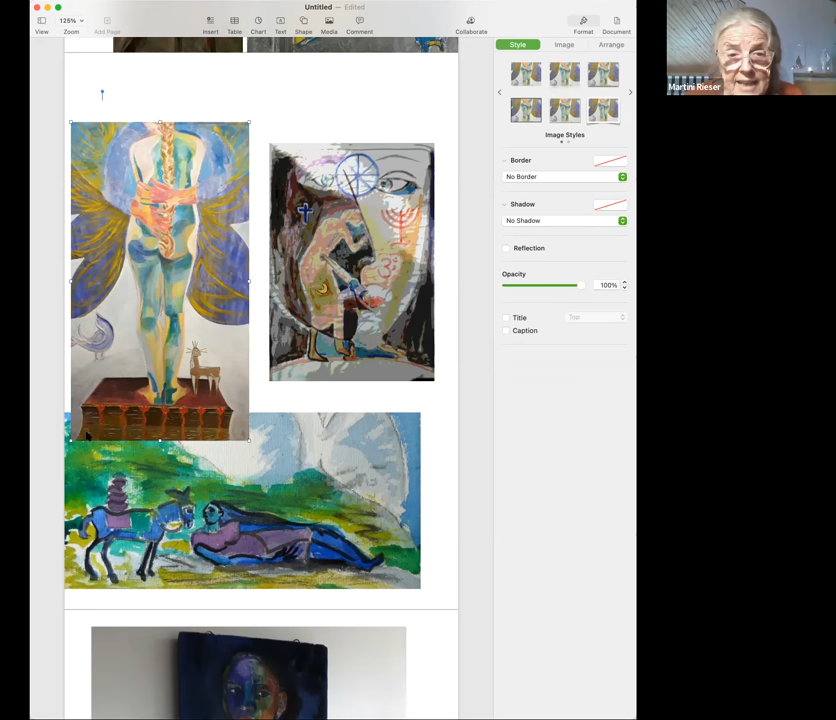 Untitled — Edited
125%
View
Zoom
Add Page
Insert
Table
Chart
Text
Shape
Media
Comment
Collaborate
Format
Document
Style
Image
Arrange
Image Styles
Border
No Border
Shadow
No Shadow
Reflection
Opacity
100%
Title
Top
Caption
Martini Rieser